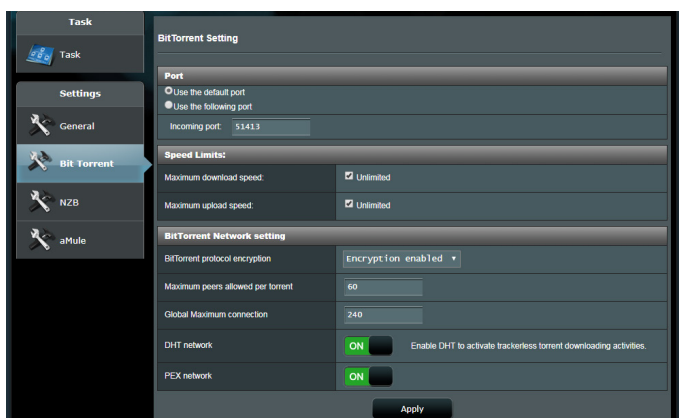 Task
Task
Settings
General
Bit Torrent
NZB
aMule
BitTorrent Setting
Port
Use the default port
Use the following port
Incoming port: 51413
Speed Limits:
Maximum download speed: Unlimited
Maximum upload speed: Unlimited
BitTorrent Network setting
BitTorrent protocol encryption Encryption enabled
Maximum peers allowed per torrent 60
Global Maximum connection 240
DHT network ON Enable DHT to activate trackerless torrent downloading activities.
PEX network ON
Apply